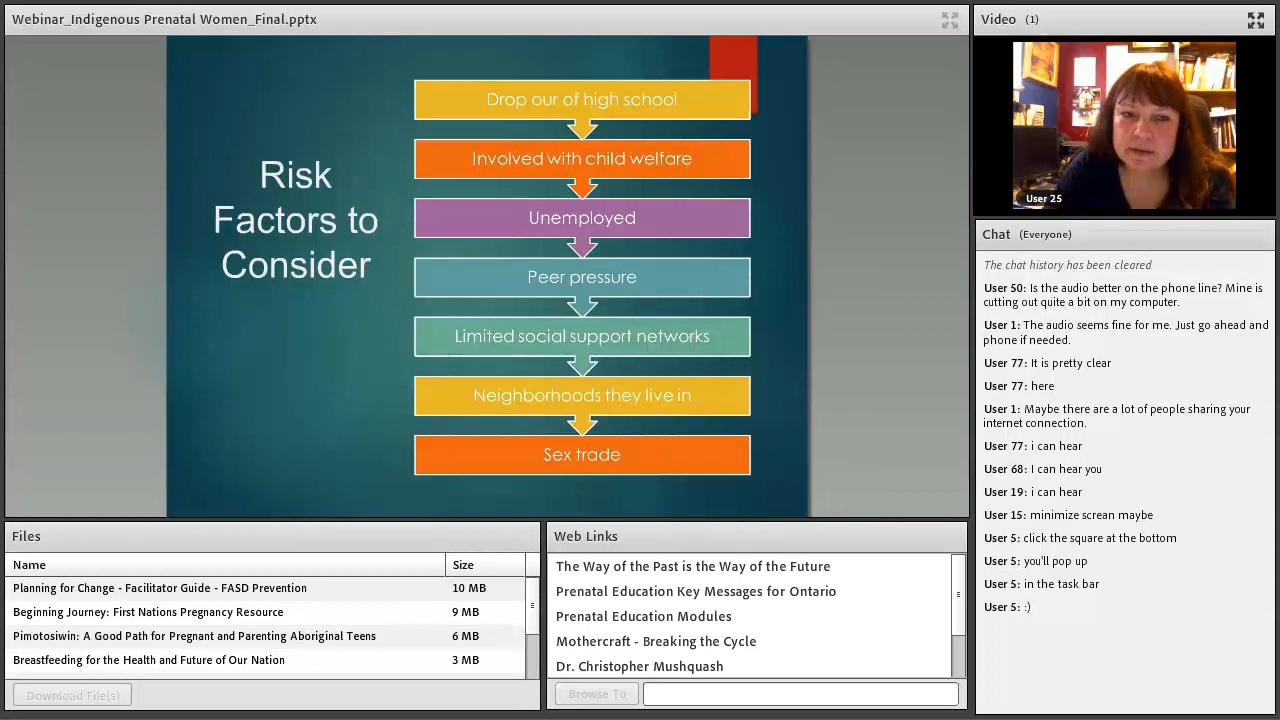 Webinar_Indigenous Prenatal Women_Final.pptx
Risk
Factors to
Consider
Drop our of high school
Involved with child welfare
Unemployed
Peer pressure
Limited social support networks
Neighborhoods they live in
Sex trade
Video (1)
User 25
Chat (Everyone)
The chat history has been cleared
User 50: Is the audio better on the phone line? Mine is
cutting out quite a bit on my computer.
User 1: The audio seems fine for me. Just go ahead and
phone if needed.
User 77: It is pretty clear
User 77: here
User 1: Maybe there are a lot of people sharing your
internet connection.
User 77: i can hear
User 68: I can hear you
User 19: i can hear
User 15: minimize screan maybe
User 5: click the square at the bottom
User 5: you'll pop up
User 5: in the task bar
User 5: :)
Files
Name Size
Planning for Change - Facilitator Guide - FASD Prevention 10 MB
Beginning Journey: First Nations Pregnancy Resource 9 MB
Pimotosiwin: A Good Path for Pregnant and Parenting Aboriginal Teens 6 MB
Breastfeeding for the Health and Future of Our Nation 3 MB
Download File(s)
Web Links
The Way of the Past is the Way of the Future
Prenatal Education Key Messages for Ontario
Prenatal Education Modules
Mothercraft - Breaking the Cycle
Dr. Christopher Mushquash
Browse To